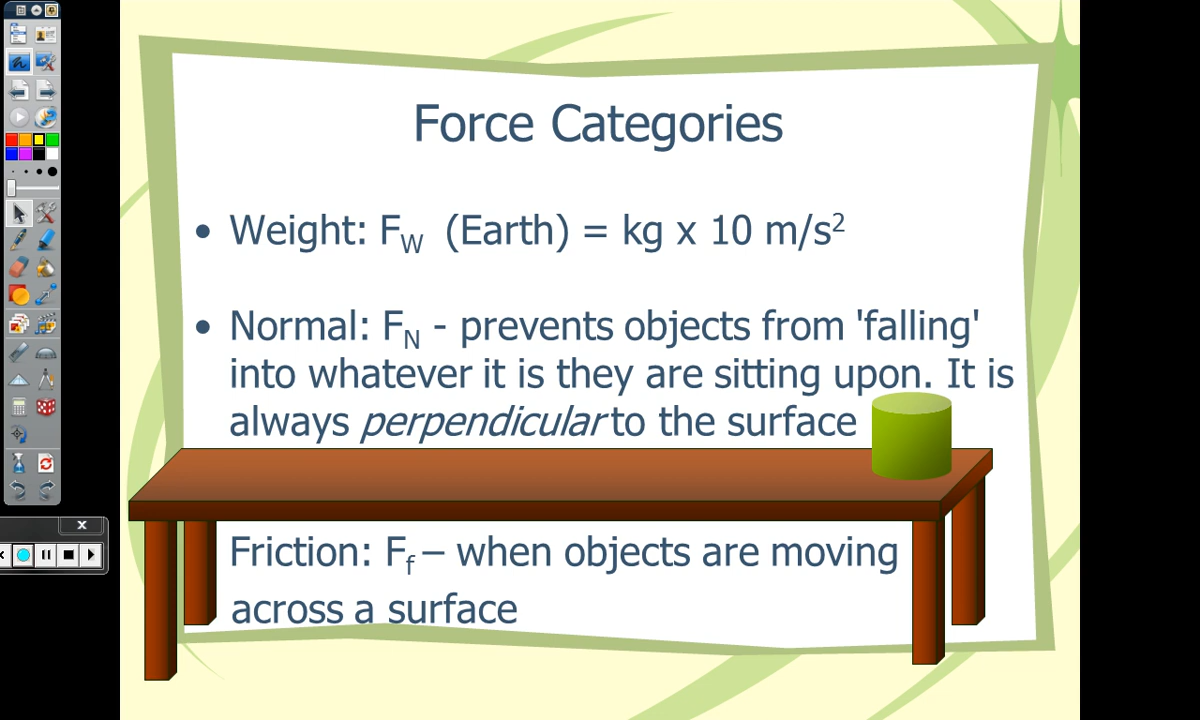 Force Categories
• Weight: FW (Earth) = kg x 10 m/s²
• Normal: FN - prevents objects from 'falling'
into whatever it is they are sitting upon. It is
always perpendicular to the surface
Friction: Ff – when objects are moving
across a surface